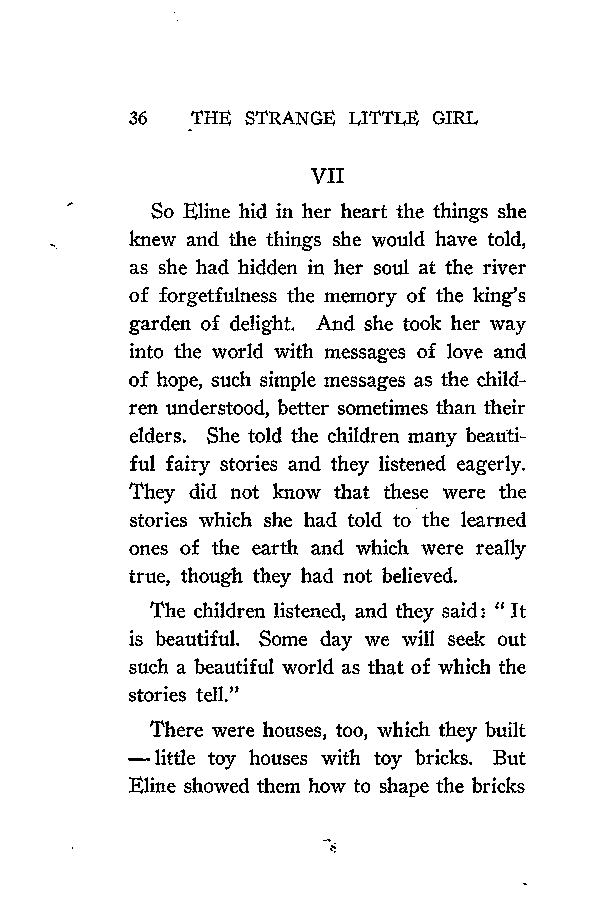 36 THE STRANGE LITTLE GIRL
VII
So Eline hid in her heart the things she
knew and the things she would have told,
as she had hidden in her soul at the river
of forgetfulness the memory of the king's
garden of delight. And she took her way
into the world with messages of love and
of hope, such simple messages as the child-
ren understood, better sometimes than their
elders. She told the children many beauti-
ful fairy stories and they listened eagerly.
They did not know that these were the
stories which she had told to the learned
ones of the earth and which were really
true, though they had not believed.
The children listened, and they said: "It
is beautiful. Some day we will seek out
such a beautiful world as that of which the
stories tell."
There were houses, too, which they built
—little toy houses with toy bricks. But
Eline showed them how to shape the bricks